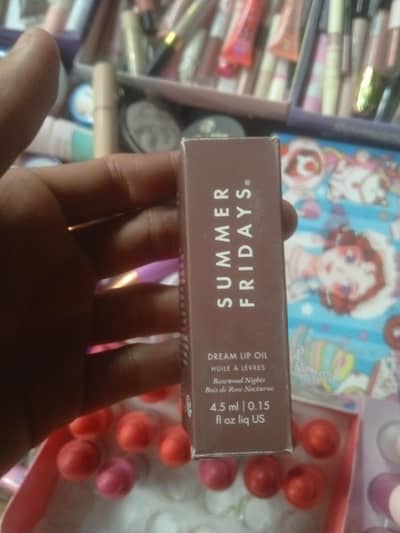 SUMMER
FRIDAYS®
DREAM LIP OIL
HUILE À LÈVRES
Rosewood Nights
Bois de Rose Nocturne
4.5 ml | 0.15
fl oz liq US